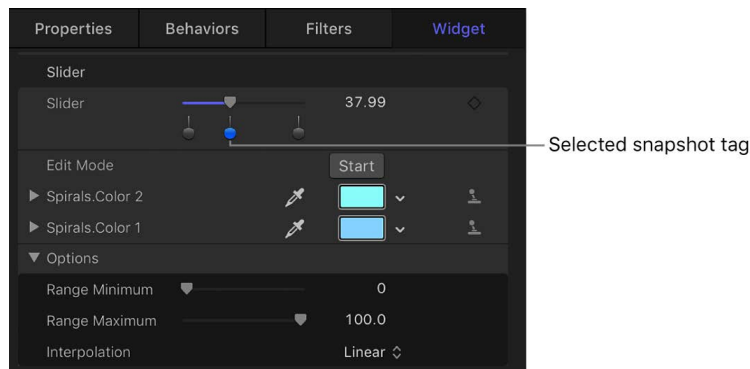 Properties Behaviors Filters Widget
Slider
Slider 37.99
Selected snapshot tag
Edit Mode Start
Spirals.Color 2
Spirals.Color 1
Options
Range Minimum 0
Range Maximum 100.0
Interpolation Linear